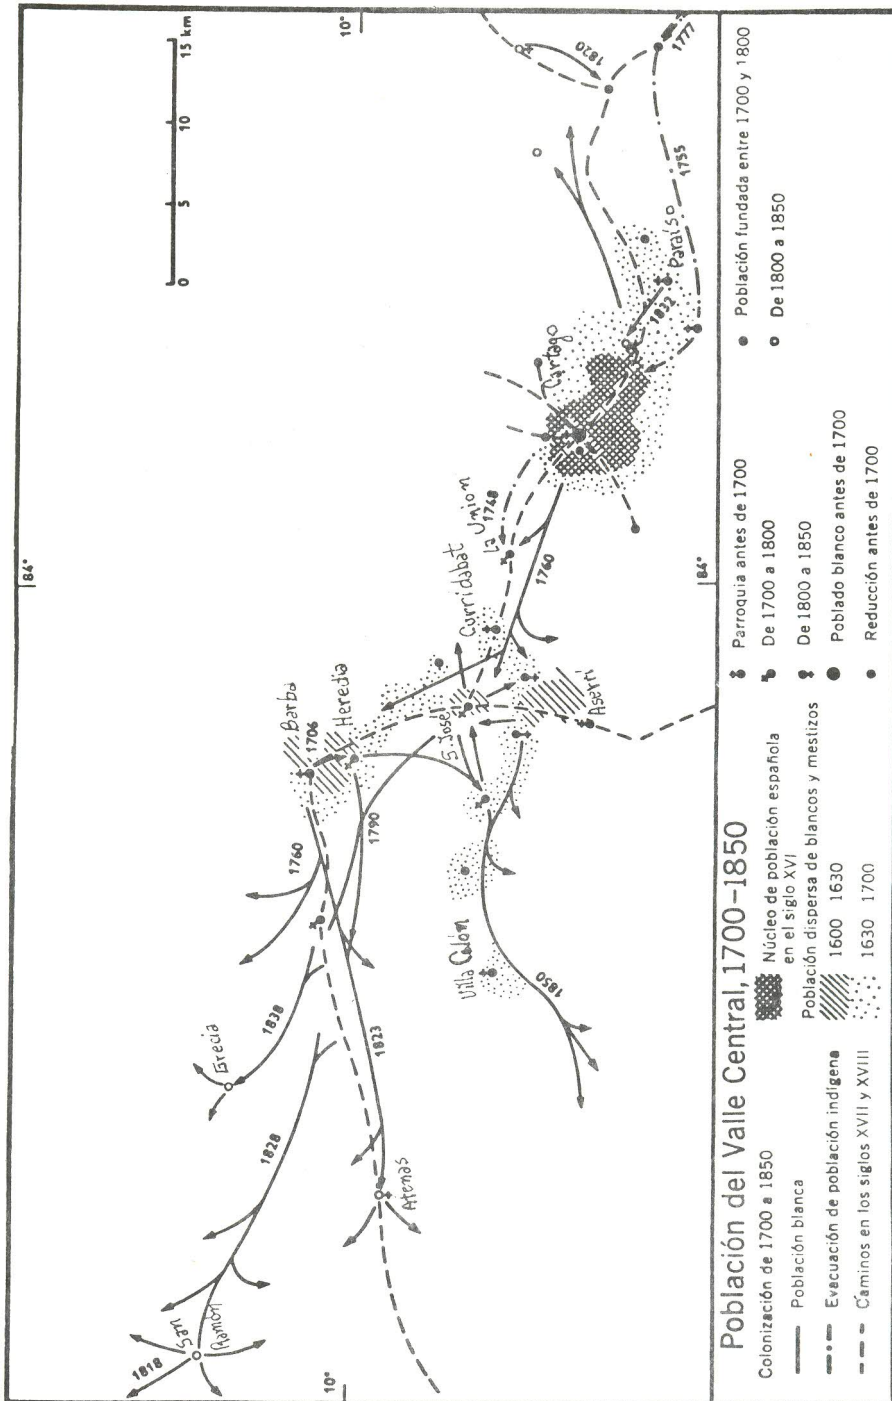 84°
10°
15 km
10
5
0
1777
1820
1755
Paraíso
1832
Cartago
La Union
1748
1760
Curridabat
Aserrí
S. José
Barba
1706
Heredia
1760
1790
Villa Colón
1850
Grecia
1838
1823
1828
Atenas
San
Ramón
1818
10°
84°
Población del Valle Central, 1700-1850
Colonización de 1700 a 1850
Población blanca
Evacuación de población indígena
Caminos en los siglos XVII y XVIII
Núcleo de población española
en el siglo XVI
Población dispersa de blancos y mestizos
1600 1630
1630 1700
Parroquia antes de 1700
De 1700 a 1800
De 1800 a 1850
Poblado blanco antes de 1700
Reducción antes de 1700
Población fundada entre 1700 y 1800
De 1800 a 1850